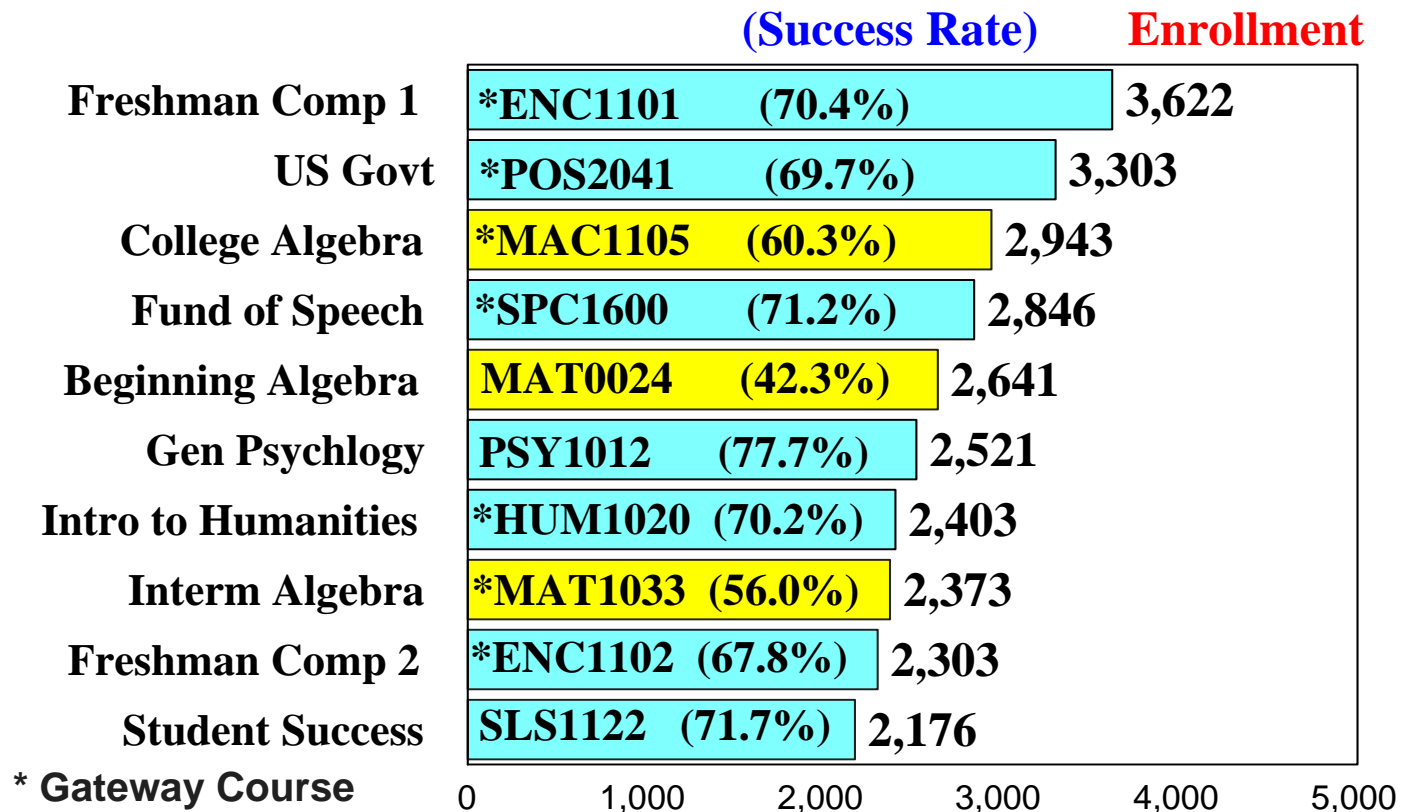 (Success Rate) Enrollment
Freshman Comp 1 *ENC1101 (70.4%) 3,622
US Govt *POS2041 (69.7%) 3,303
College Algebra *MAC1105 (60.3%) 2,943
Fund of Speech *SPC1600 (71.2%) 2,846
Beginning Algebra MAT0024 (42.3%) 2,641
Gen Psychlogy PSY1012 (77.7%) 2,521
Intro to Humanities *HUM1020 (70.2%) 2,403
Interm Algebra *MAT1033 (56.0%) 2,373
Freshman Comp 2 *ENC1102 (67.8%) 2,303
Student Success SLS1122 (71.7%) 2,176
* Gateway Course 0 1,000 2,000 3,000 4,000 5,000